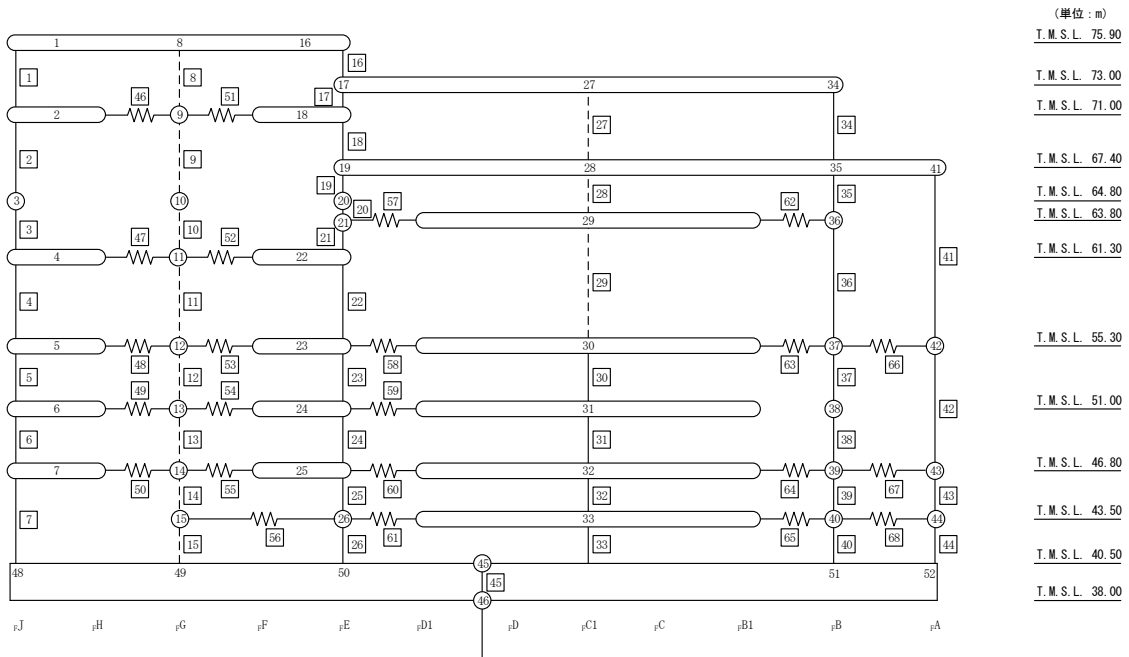 (単位:m)
T.M.S.L. 75.90
1 8 16
1 8 16
T.M.S.L. 73.00
17 27 34
46 51 17
T.M.S.L. 71.00
2 9 18
27 34
2 9 18
T.M.S.L. 67.40
19 28 35 41
19 28 35
T.M.S.L. 64.80
3 10 20
20 57 62
T.M.S.L. 63.80
21 29 36
3 10 21
47 52
T.M.S.L. 61.30
4 11 22
41
29 36
4 11 22
T.M.S.L. 55.30
5 12 23 30 37 42
48 53 58 63 66
5 12 23 30 37
49 54 59
T.M.S.L. 51.00
6 13 24 31 38
42
6 13 24 31 38
T.M.S.L. 46.80
7 14 25 32 39 43
50 55 60 64 67
14 25 32 39 43
T.M.S.L. 43.50
7 15 26 33 40 44
56 61 65 68
15 26 33 40 44
T.M.S.L. 40.50
45
48 49 50 51 52
45
T.M.S.L. 38.00
46
FJ FH FG FF FE FD1 FD FC1 FC FB1 FB FA